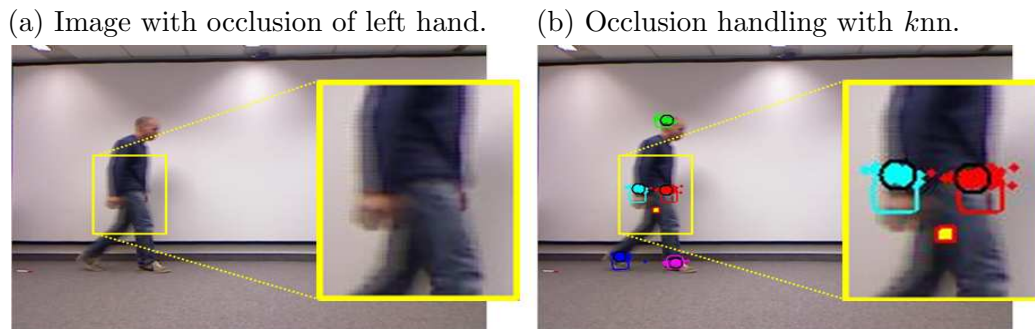 (a) Image with occlusion of left hand.
(b) Occlusion handling with knn.